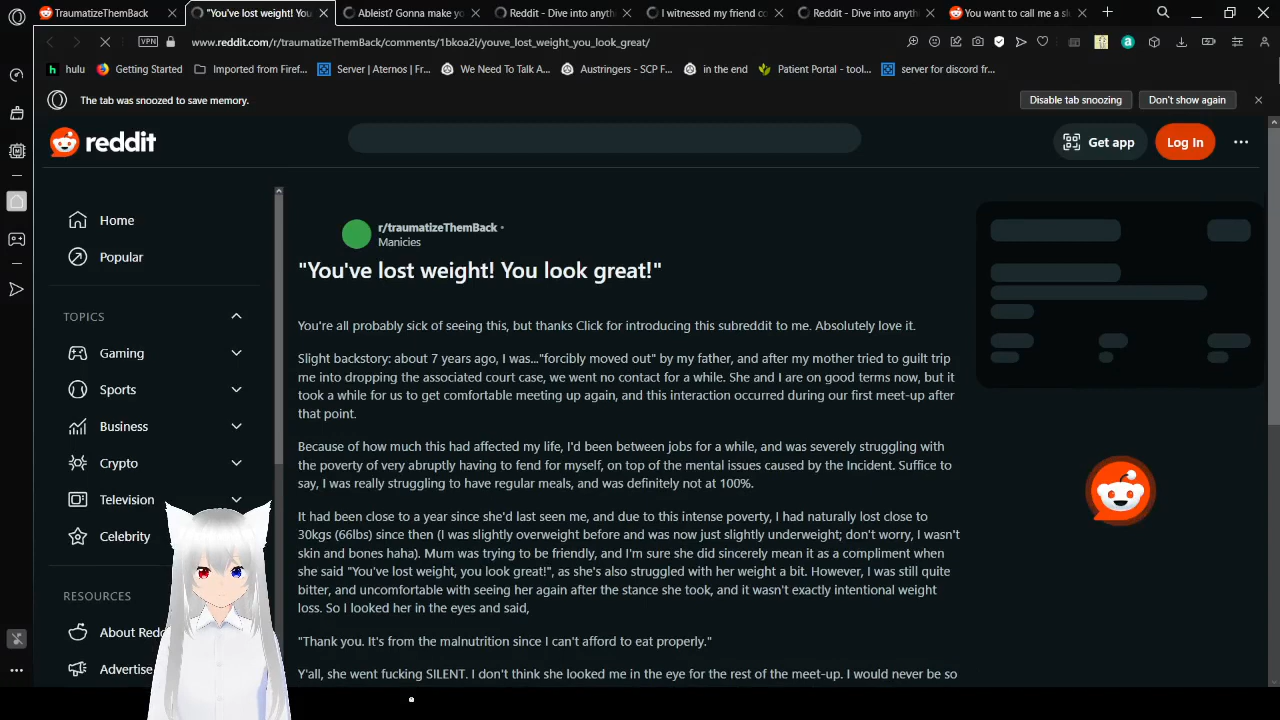 TraumatizeThemBack
"You've lost weight! You
Ableist? Gonna make yo
Reddit - Dive into anyth
I witnessed my friend co
Reddit - Dive into anyth
You want to call me a sl
VPN
www.reddit.com/r/traumatizeThemBack/comments/1bkoa2i/youve_lost_weight_you_look_great/
hulu
Getting Started
Imported from Firef...
Server | Aternos | Fr...
We Need To Talk A...
Austringers - SCP F...
in the end
Patient Portal - tool...
server for discord fr...
The tab was snoozed to save memory.
Disable tab snoozing
Don't show again
reddit
Get app
Log In
Home
Popular
TOPICS
Gaming
Sports
Business
Crypto
Television
Celebrity
RESOURCES
About Redd
Advertise
r/traumatizeThemBack •
Manicies
"You've lost weight! You look great!"
You're all probably sick of seeing this, but thanks Click for introducing this subreddit to me. Absolutely love it.
Slight backstory: about 7 years ago, I was..."forcibly moved out" by my father, and after my mother tried to guilt trip
me into dropping the associated court case, we went no contact for a while. She and I are on good terms now, but it
took a while for us to get comfortable meeting up again, and this interaction occurred during our first meet-up after
that point.
Because of how much this had affected my life, I'd been between jobs for a while, and was severely struggling with
the poverty of very abruptly having to fend for myself, on top of the mental issues caused by the Incident. Suffice to
say, I was really struggling to have regular meals, and was definitely not at 100%.
It had been close to a year since she'd last seen me, and due to this intense poverty, I had naturally lost close to
30kgs (66lbs) since then (I was slightly overweight before and was now just slightly underweight; don't worry, I wasn't
skin and bones haha). Mum was trying to be friendly, and I'm sure she did sincerely mean it as a compliment when
she said "You've lost weight, you look great!", as she's also struggled with her weight a bit. However, I was still quite
bitter, and uncomfortable with seeing her again after the stance she took, and it wasn't exactly intentional weight
loss. So I looked her in the eyes and said,
"Thank you. It's from the malnutrition since I can't afford to eat properly."
Y'all, she went fucking SILENT. I don't think she looked me in the eye for the rest of the meet-up. I would never be so